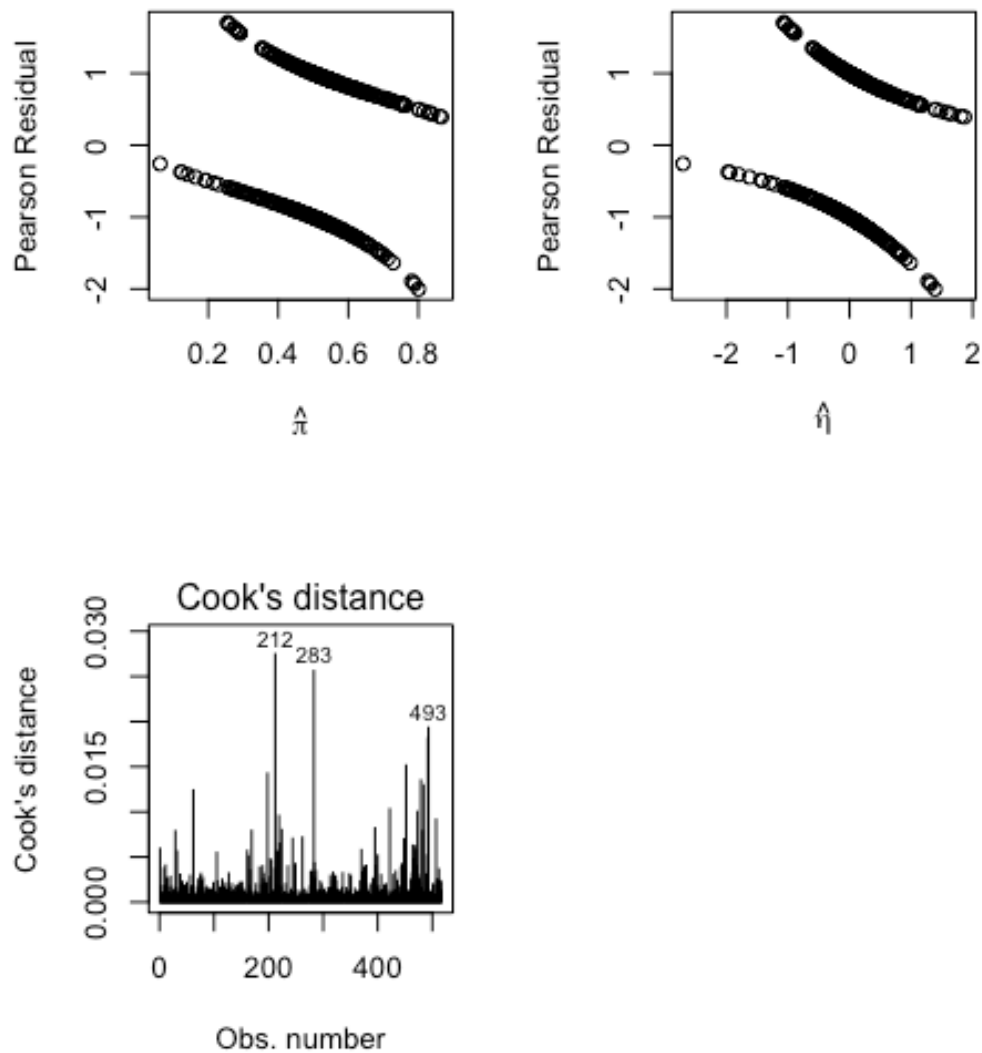 Pearson Residual
1
0
-1
-2
0.2 0.4 0.6 0.8
π̂
Pearson Residual
1
0
-1
-2
-2 -1 0 1 2
η̂
Cook's distance
Cook's distance
0.030
0.015
0.000
212
283
493
0 200 400
Obs. number